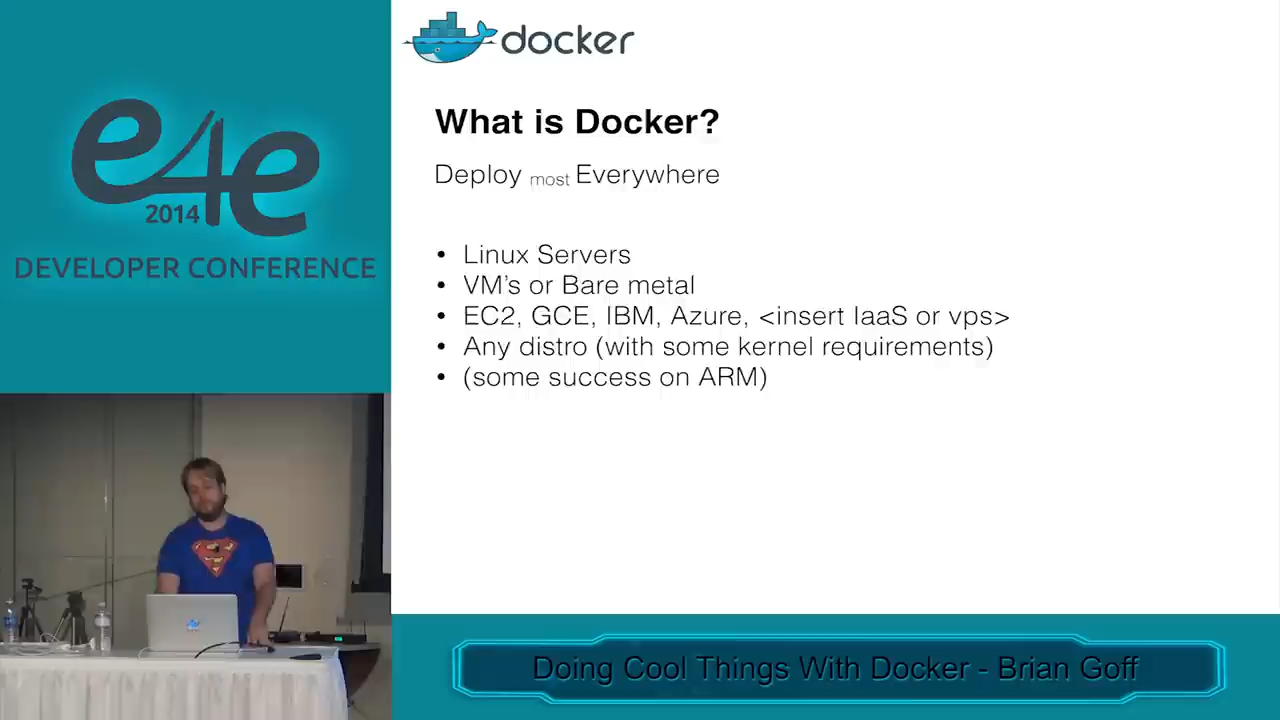 e4e
2014
DEVELOPER CONFERENCE
docker
What is Docker?
Deploy most Everywhere
• Linux Servers
• VM's or Bare metal
• EC2, GCE, IBM, Azure, <insert IaaS or vps>
• Any distro (with some kernel requirements)
• (some success on ARM)
Doing Cool Things With Docker - Brian Goff